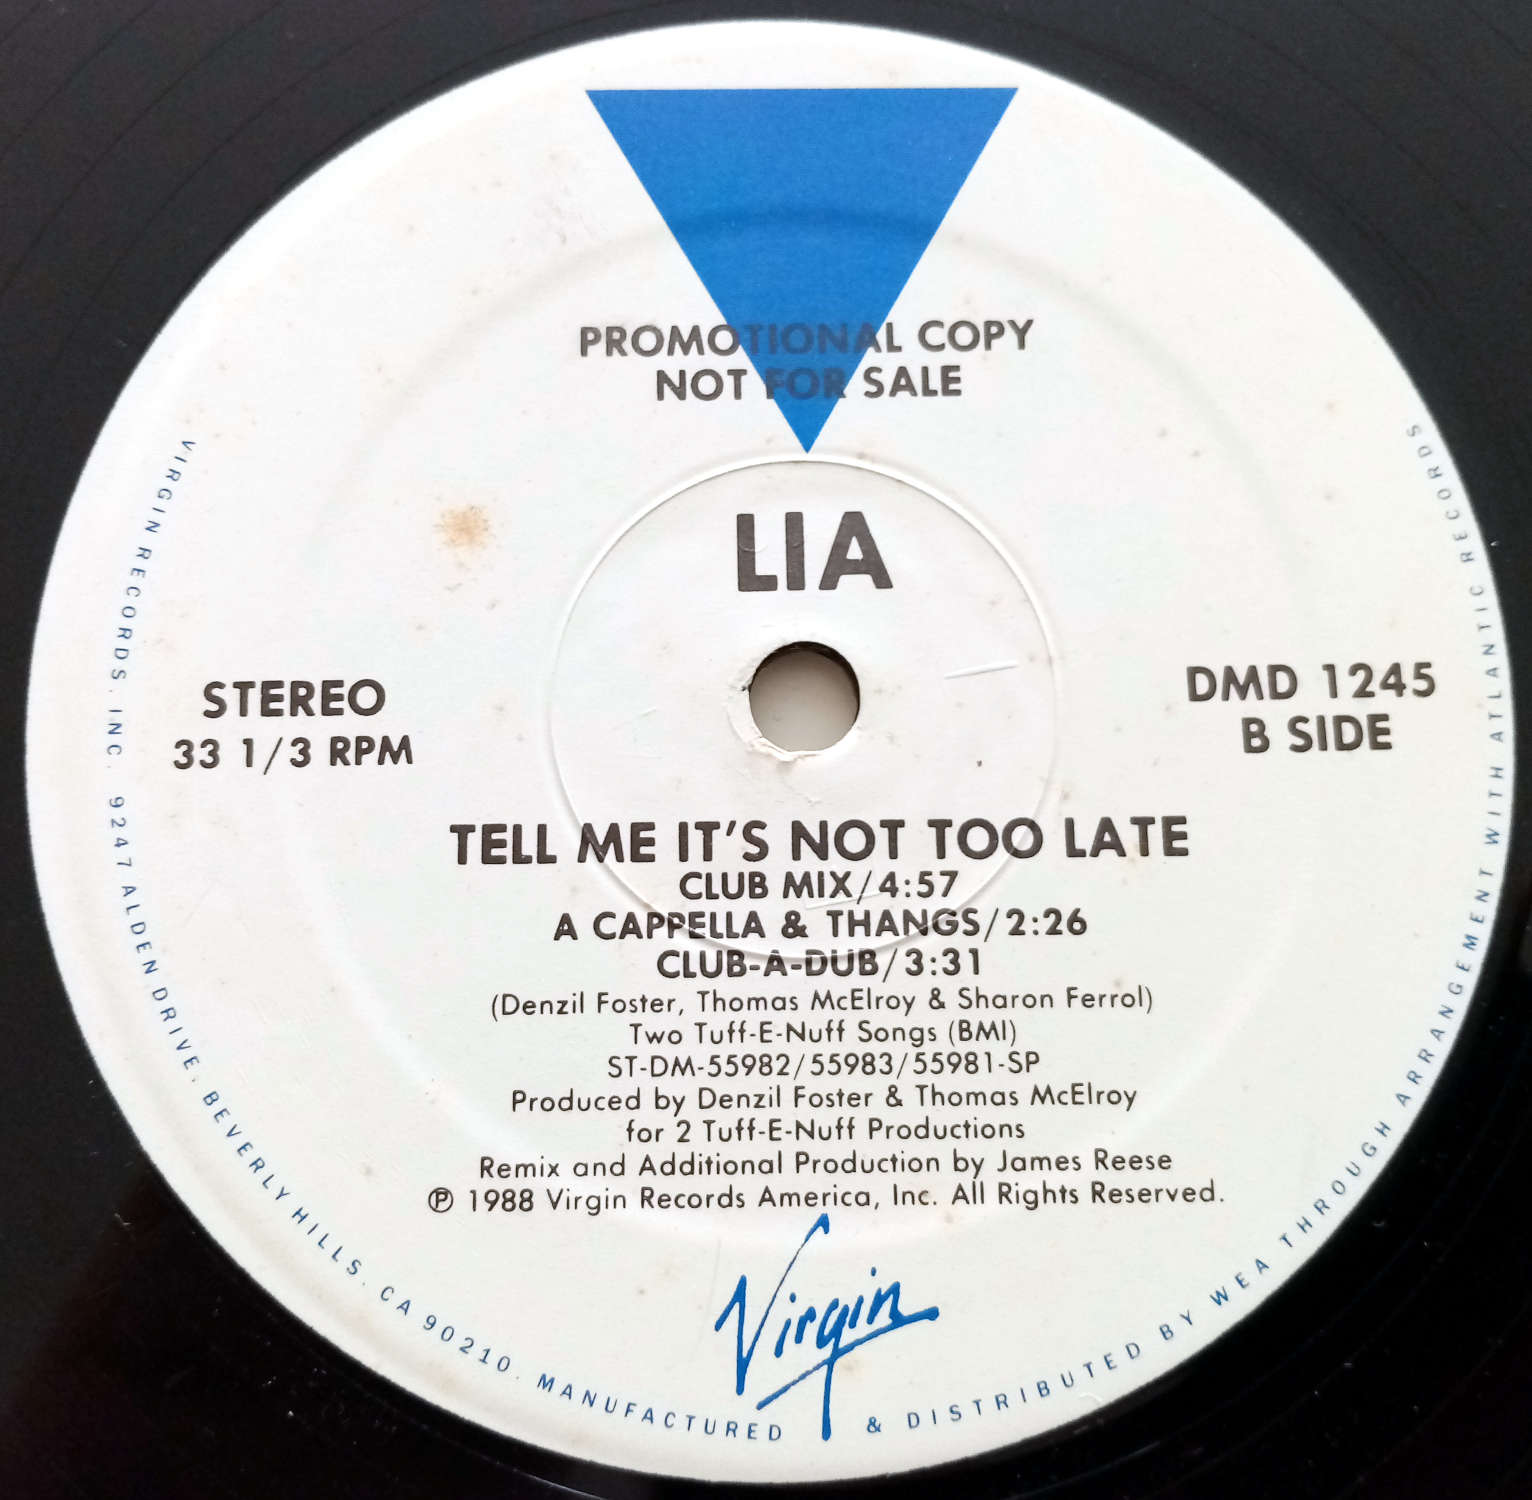 PROMOTIONAL COPY
NOT FOR SALE
LIA
STEREO
33 1/3 RPM
DMD 1245
B SIDE
TELL ME IT'S NOT TOO LATE
CLUB MIX/4:57
A CAPPELLA & THANGS/2:26
CLUB-A-DUB/3:31
(Denzil Foster, Thomas McElroy & Sharon Ferrol)
Two Tuff-E-Nuff Songs (BMI)
ST-DM-55982/55983/55981-SP
Produced by Denzil Foster & Thomas McElroy
for 2 Tuff-E-Nuff Productions
Remix and Additional Production by James Reese
℗ 1988 Virgin Records America, Inc. All Rights Reserved.
Virgin
VIRGIN RECORDS, INC. 9247 ALDEN DRIVE, BEVERLY HILLS, CA 90210. MANUFACTURED & DISTRIBUTED BY WEA THROUGH ARRANGEMENT WITH ATLANTIC RECORDS